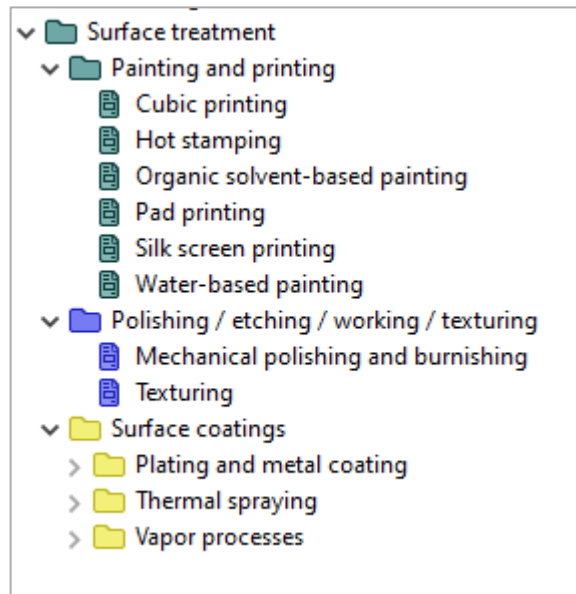 Surface treatment
Painting and printing
Cubic printing
Hot stamping
Organic solvent-based painting
Pad printing
Silk screen printing
Water-based painting
Polishing / etching / working / texturing
Mechanical polishing and burnishing
Texturing
Surface coatings
Plating and metal coating
Thermal spraying
Vapor processes